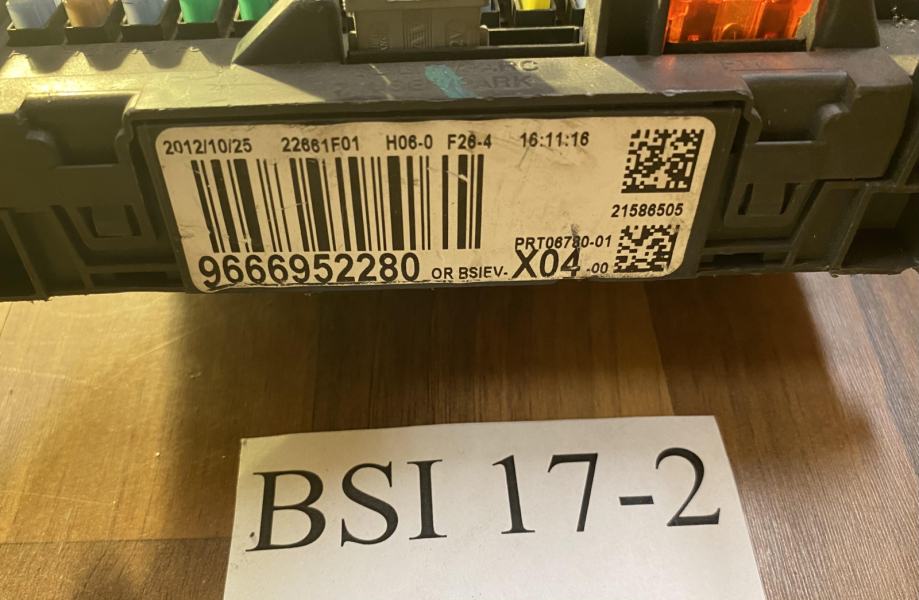 2012/10/25 22661F01 H06-0 F26-4 16:11:16
21586505
PRT06780-01
9666952280 OR BSIEV- X04 -00
BSI 17-2